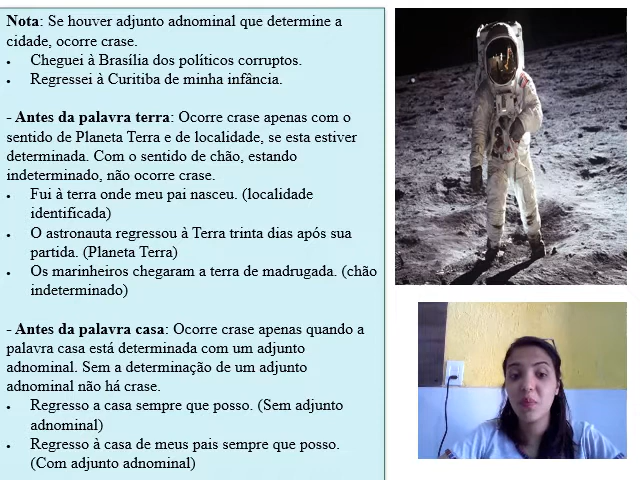 Nota: Se houver adjunto adnominal que determine a
cidade, ocorre crase.
• Cheguei à Brasília dos políticos corruptos.
• Regressei à Curitiba de minha infância.
- Antes da palavra terra: Ocorre crase apenas com o
sentido de Planeta Terra e de localidade, se esta estiver
determinada. Com o sentido de chão, estando
indeterminado, não ocorre crase.
• Fui à terra onde meu pai nasceu. (localidade
identificada)
• O astronauta regressou à Terra trinta dias após sua
partida. (Planeta Terra)
• Os marinheiros chegaram a terra de madrugada. (chão
indeterminado)
- Antes da palavra casa: Ocorre crase apenas quando a
palavra casa está determinada com um adjunto
adnominal. Sem a determinação de um adjunto
adnominal não há crase.
• Regresso a casa sempre que posso. (Sem adjunto
adnominal)
• Regresso à casa de meus pais sempre que posso.
(Com adjunto adnominal)